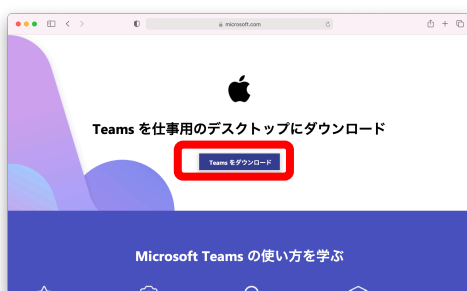 microsoft.com
Teams を仕事用のデスクトップにダウンロード
Teams をダウンロード
Microsoft Teams の使い方を学ぶ